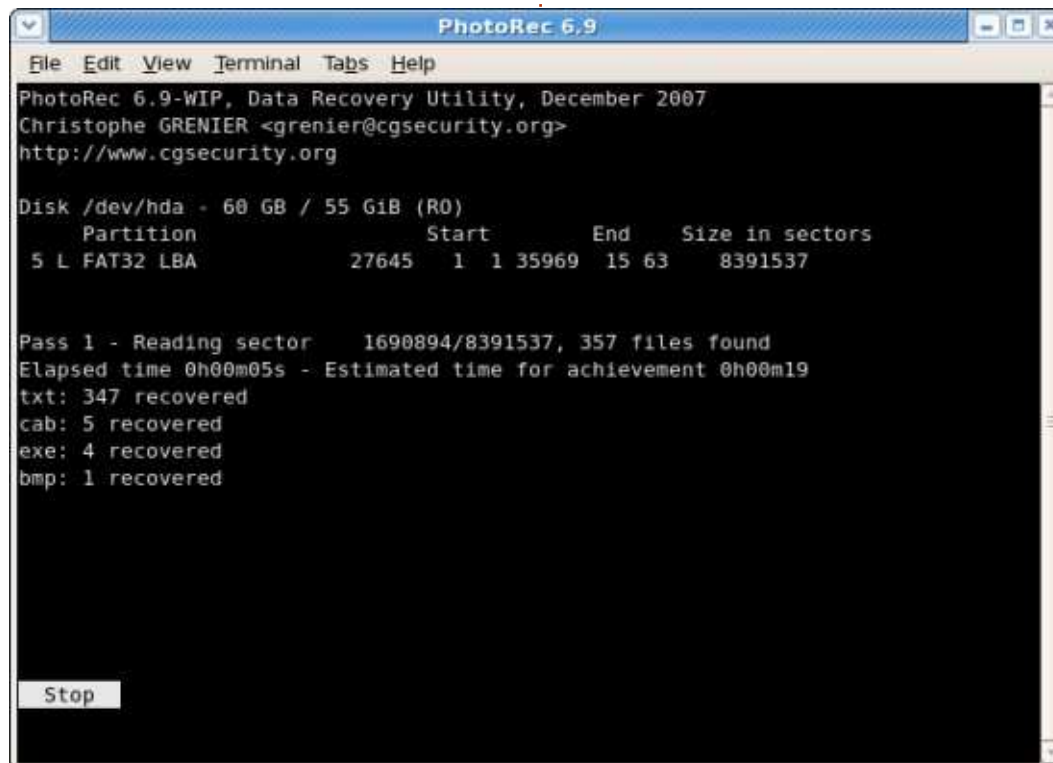 PhotoRec 6.9
File Edit View Terminal Tabs Help
PhotoRec 6.9-WIP, Data Recovery Utility, December 2007
Christophe GRENIER <grenier@cgsecurity.org>
http://www.cgsecurity.org
Disk /dev/hda - 60 GB / 55 GiB (RO)
Partition Start End Size in sectors
5 L FAT32 LBA 27645 1 1 35969 15 63 8391537
Pass 1 - Reading sector 1690894/8391537, 357 files found
Elapsed time 0h00m05s - Estimated time for achievement 0h00m19
txt: 347 recovered
cab: 5 recovered
exe: 4 recovered
bmp: 1 recovered
Stop